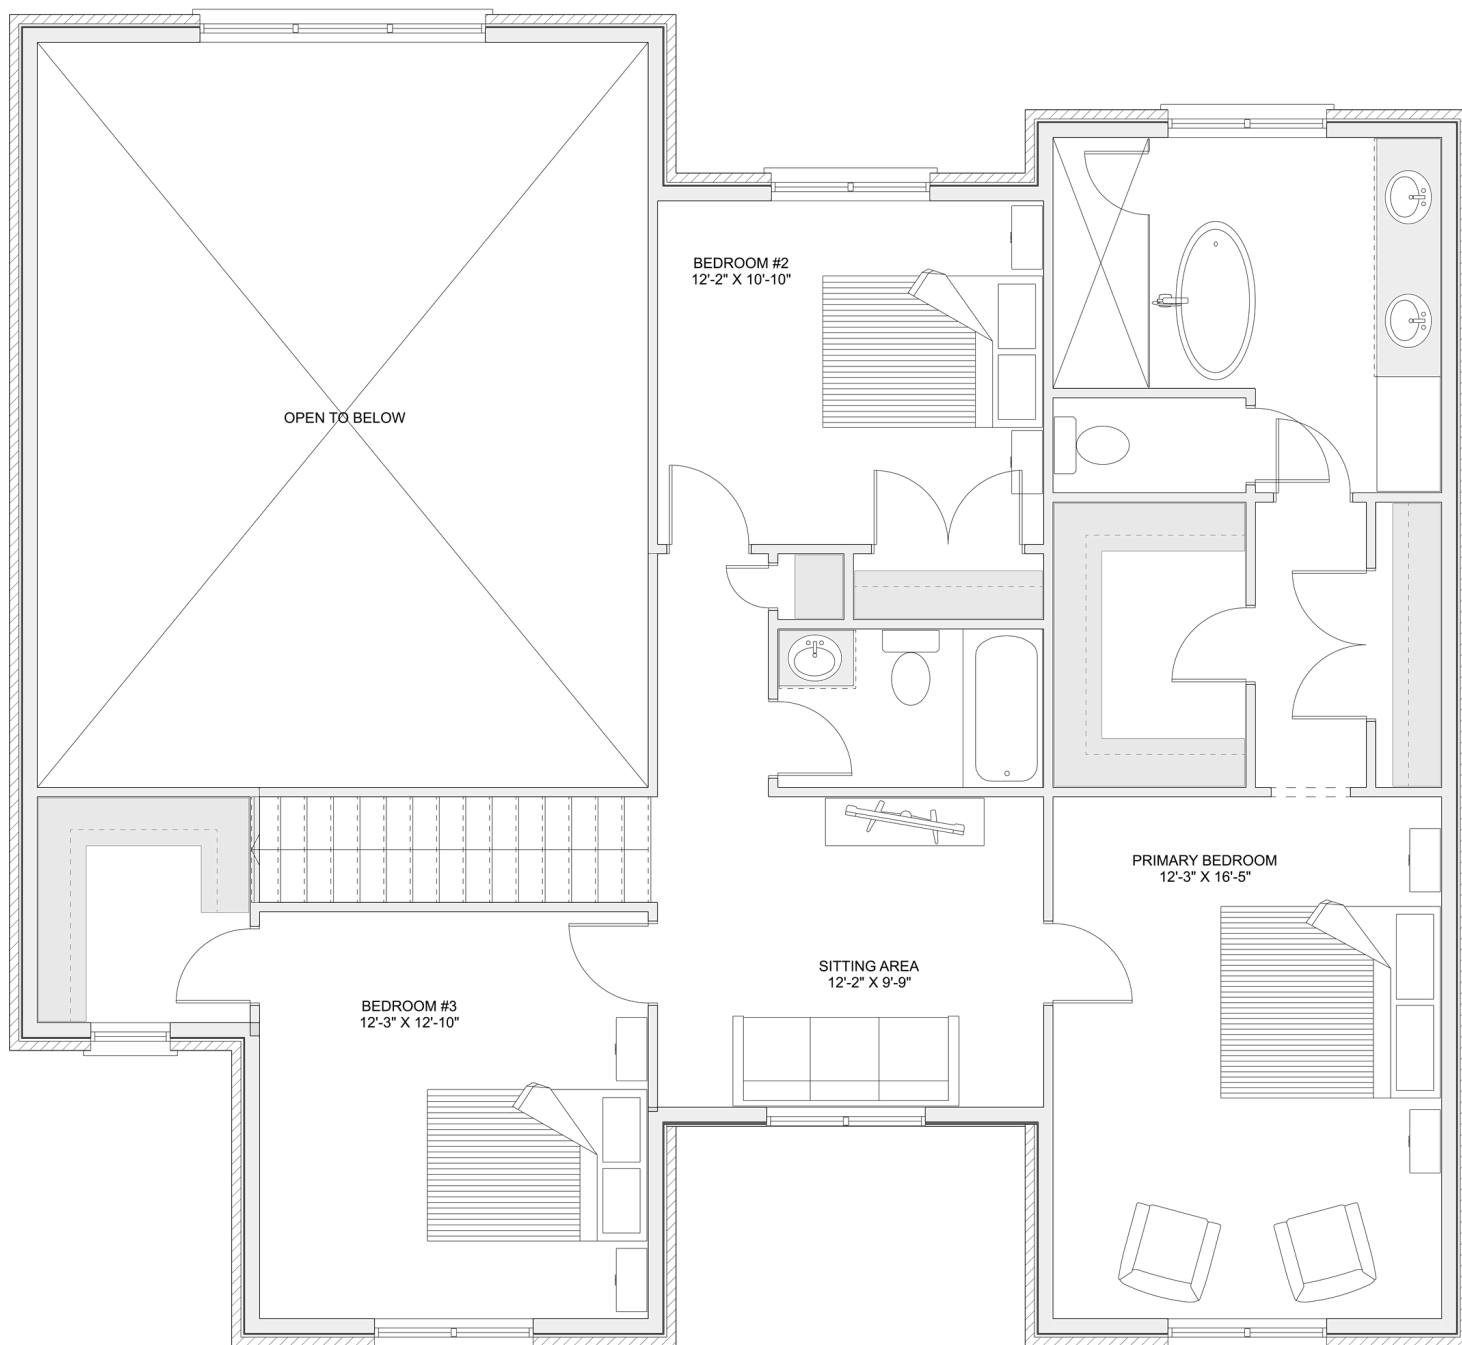 BEDROOM #2
12'-2" X 10'-10"
OPEN TO BELOW
PRIMARY BEDROOM
12'-3" X 16'-5"
SITTING AREA
12'-2" X 9'-9"
BEDROOM #3
12'-3" X 12'-10"